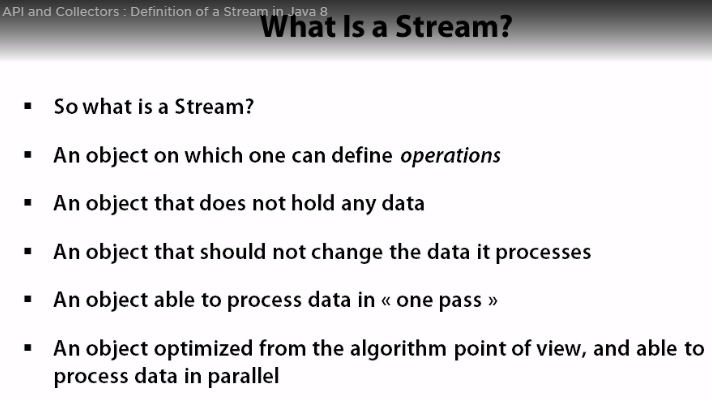 API and Collectors : Definition of a Stream in Java 8
What Is a Stream?
▪ So what is a Stream?
▪ An object on which one can define operations
▪ An object that does not hold any data
▪ An object that should not change the data it processes
▪ An object able to process data in « one pass »
▪ An object optimized from the algorithm point of view, and able to
process data in parallel